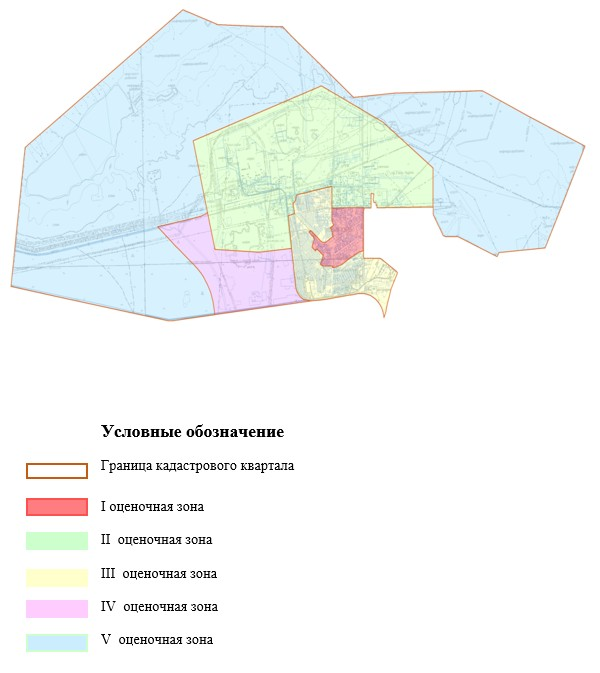 Условные обозначение
Граница кадастрового квартала
I оценочная зона
II оценочная зона
III оценочная зона
IV оценочная зона
V оценочная зона